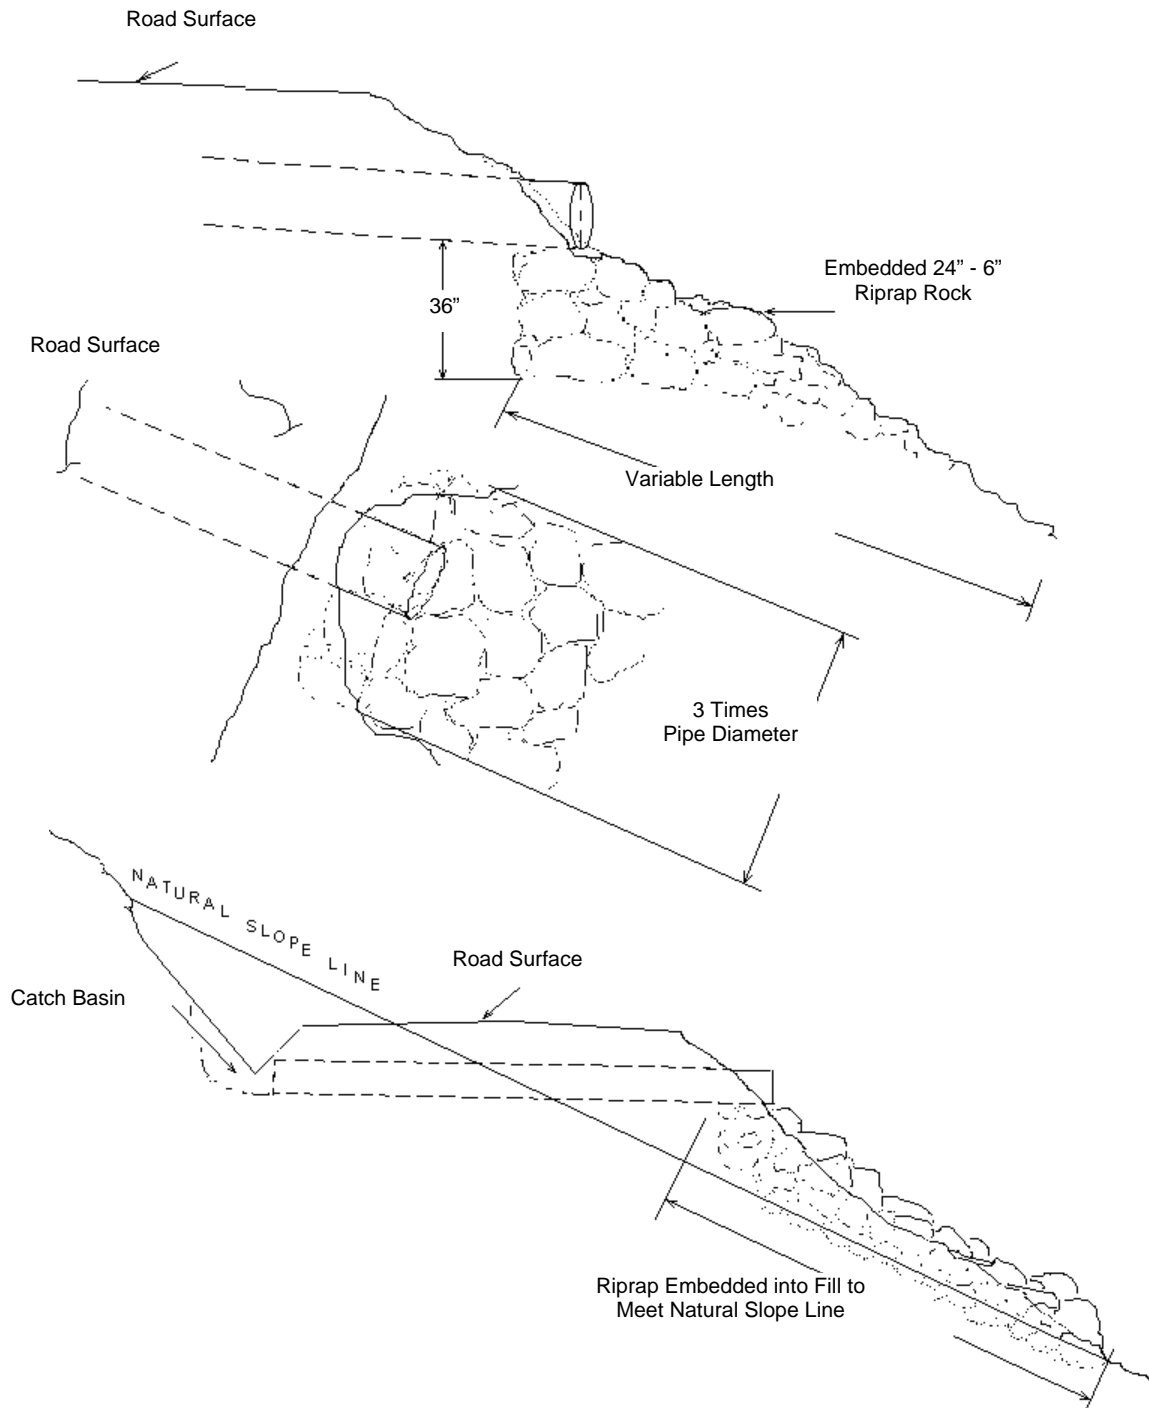 Road Surface
Embedded 24” - 6”
Riprap Rock
36”
Road Surface
Variable Length
3 Times
Pipe Diameter
NATURAL SLOPE LINE
Road Surface
Catch Basin
Riprap Embedded into Fill to
Meet Natural Slope Line